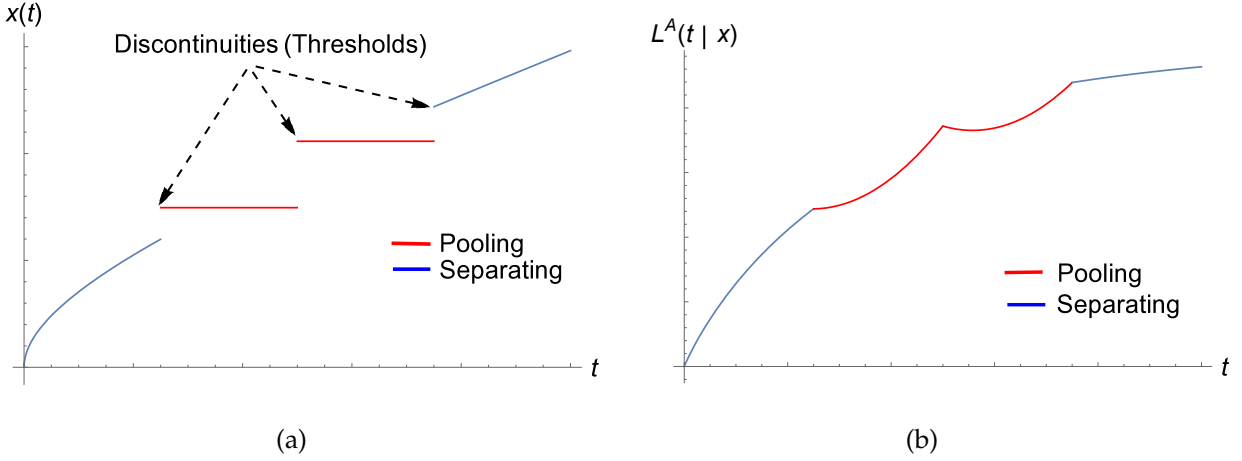 x(t)
Discontinuities (Thresholds)
Pooling
Separating
t
(a)
L^A(t | x)
Pooling
Separating
t
(b)